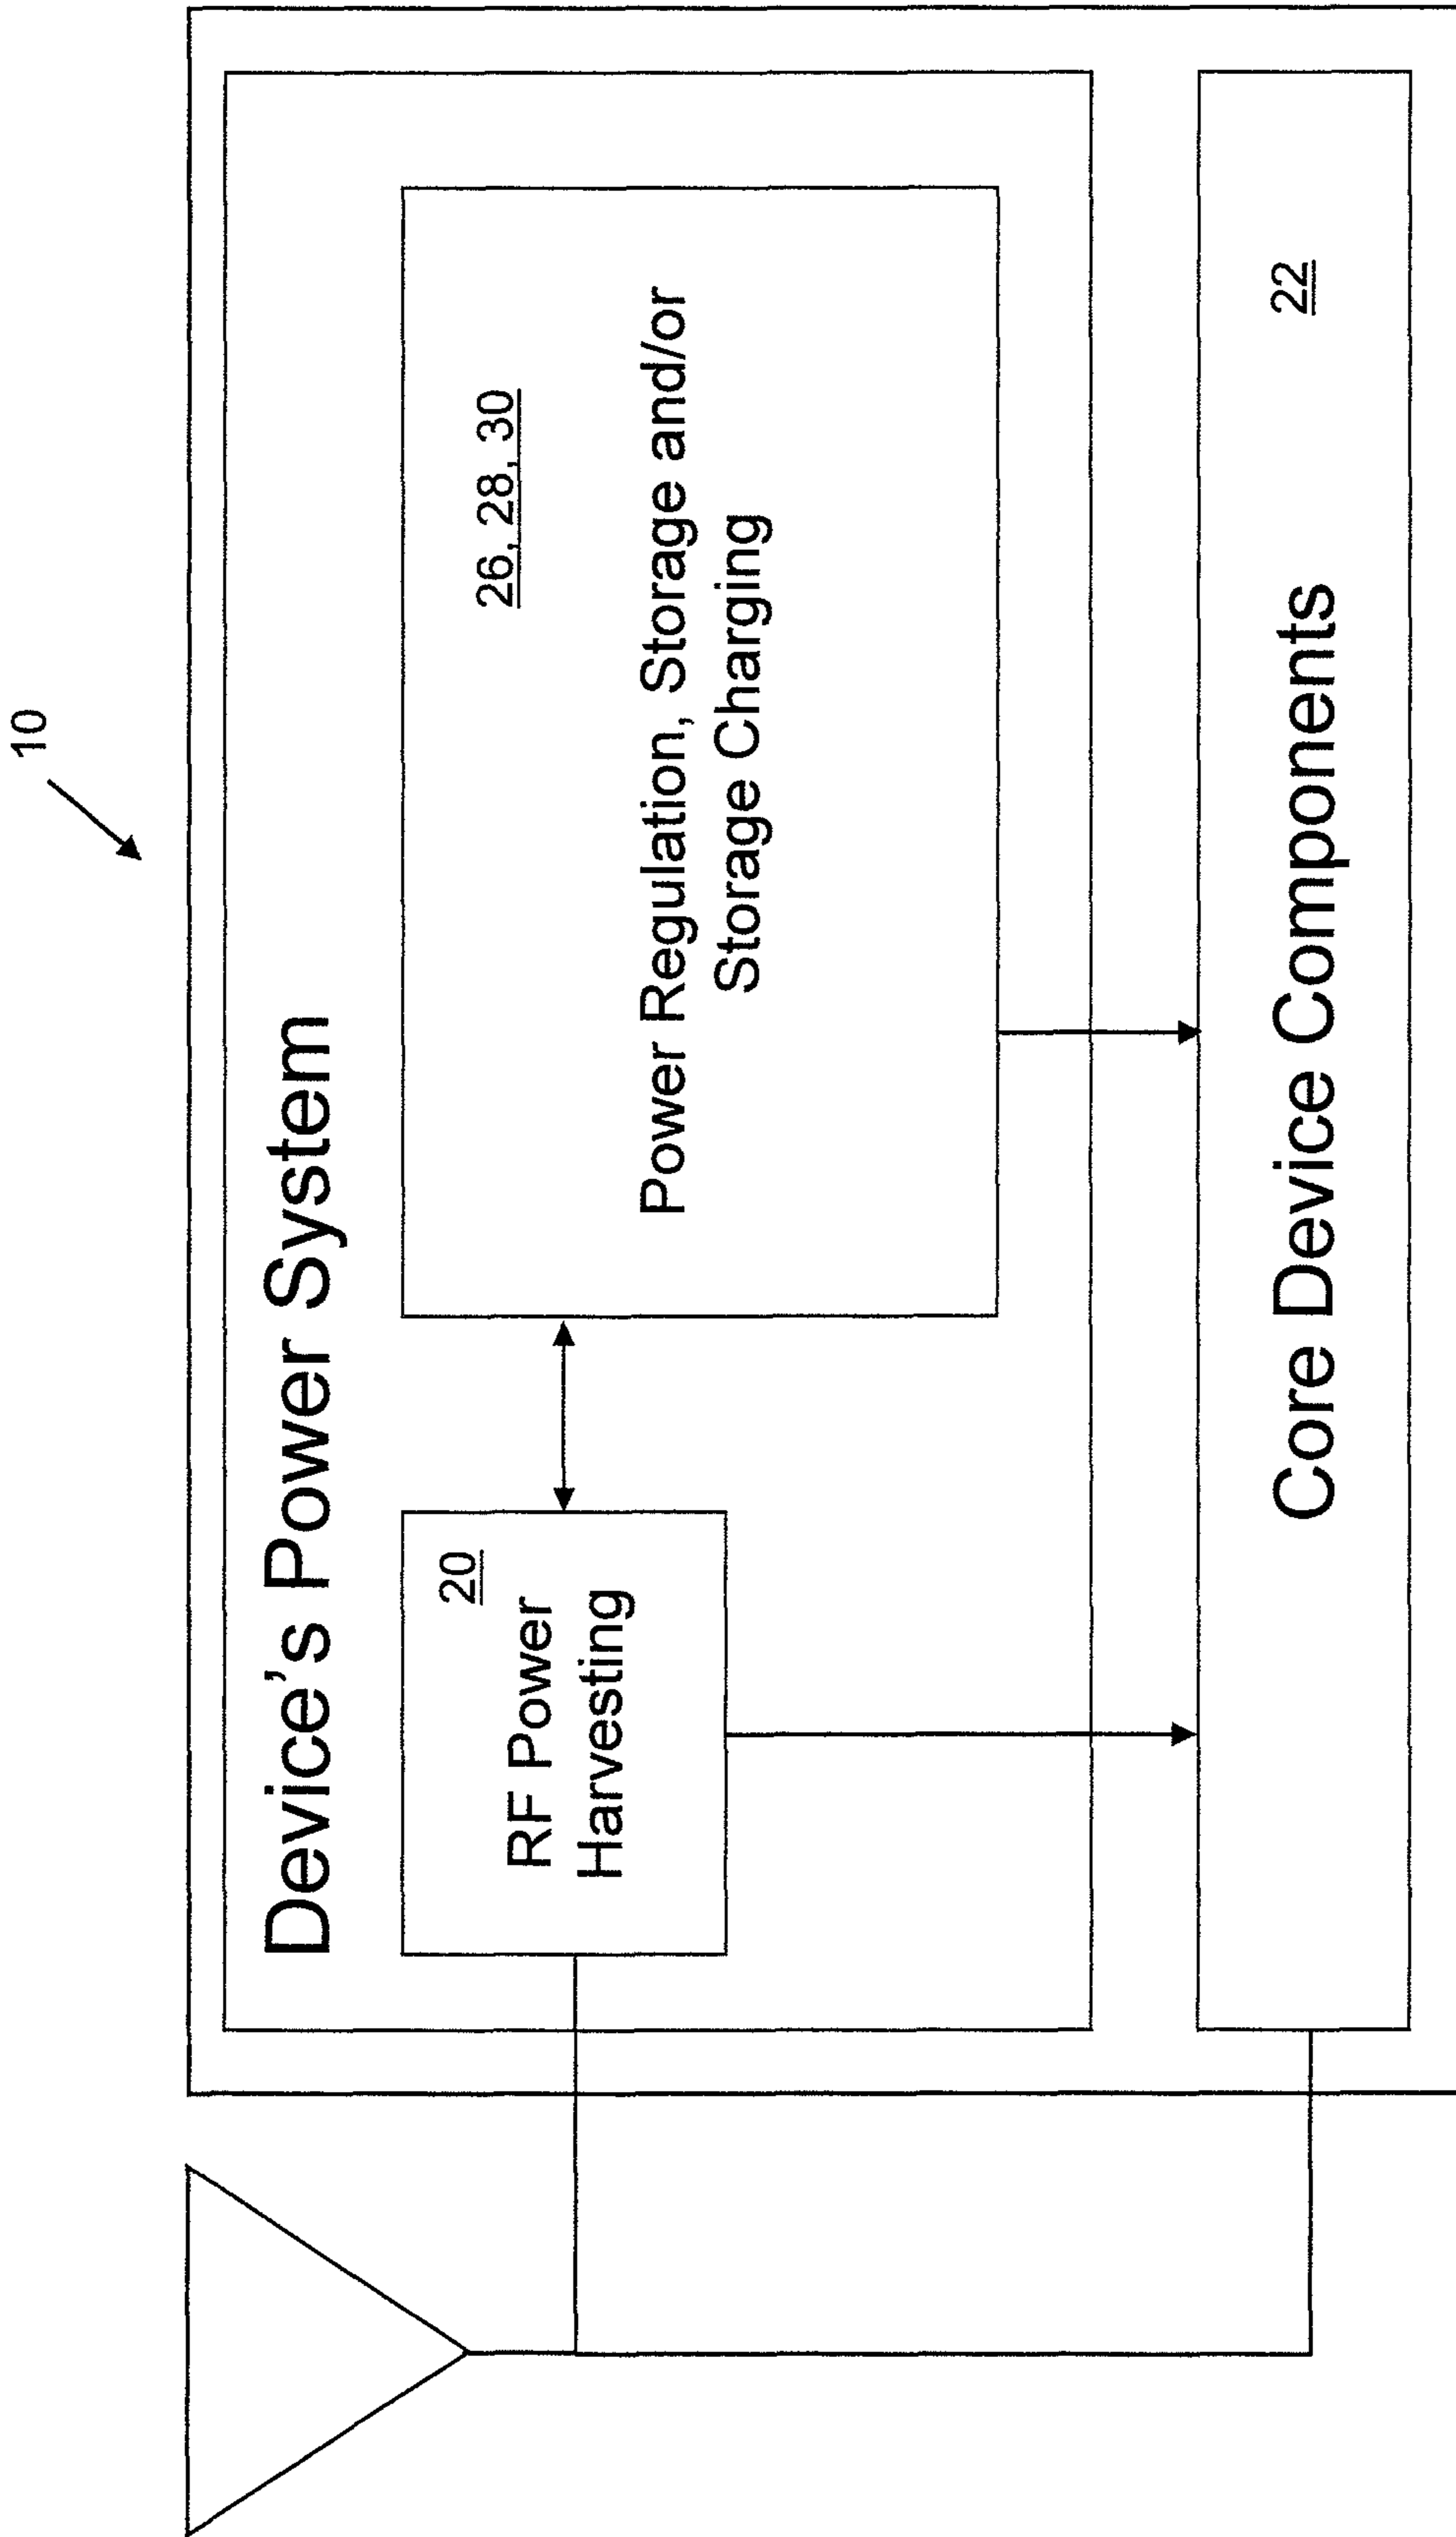 10
Device’s Power System
20
RF Power
Harvesting
26, 28, 30
Power Regulation, Storage and/or
Storage Charging
22
Core Device Components